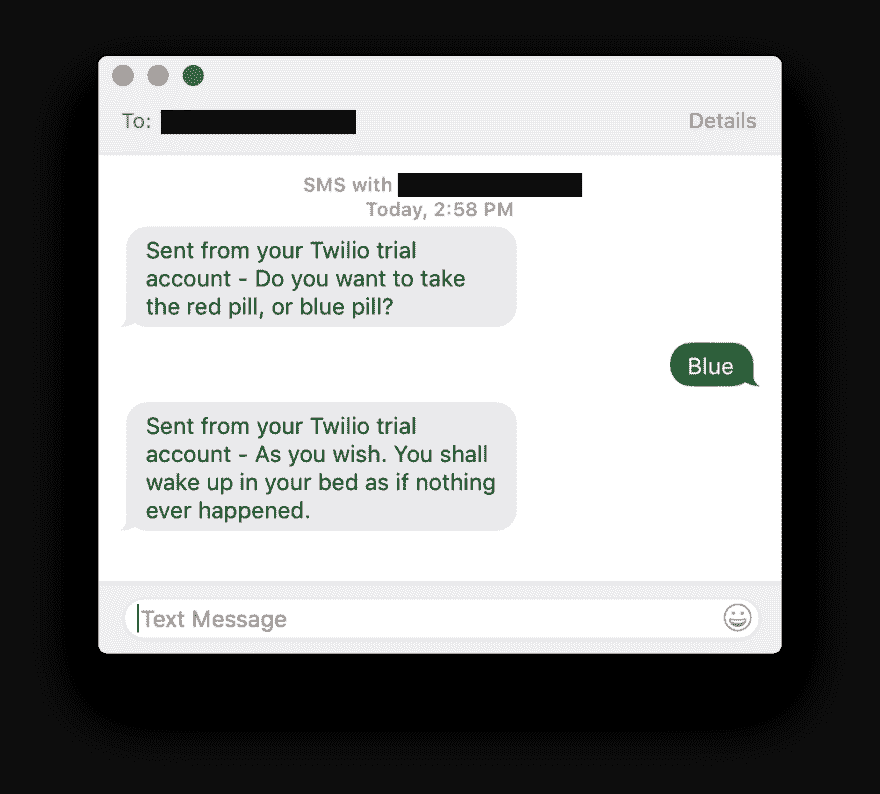 To:
Details
SMS with
Today, 2:58 PM
Sent from your Twilio trial
account - Do you want to take
the red pill, or blue pill?
Blue
Sent from your Twilio trial
account - As you wish. You shall
wake up in your bed as if nothing
ever happened.
Text Message